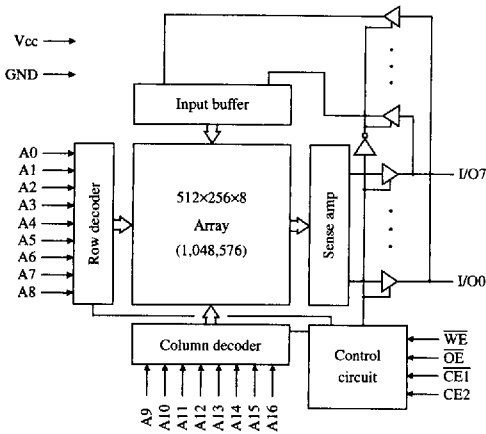 Vcc
GND
Input buffer
A0
A1
A2
A3
A4
A5
A6
A7
A8
Row decoder
512×256×8
Array
(1,048,576)
Sense amp
I/O7
I/O0
Column decoder
Control
circuit
WE
OE
CE1
CE2
A9
A10
A11
A12
A13
A14
A15
A16